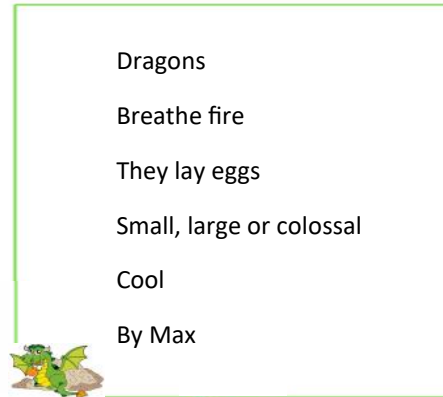 Dragons
Breathe fire
They lay eggs
Small, large or colossal
Cool
By Max